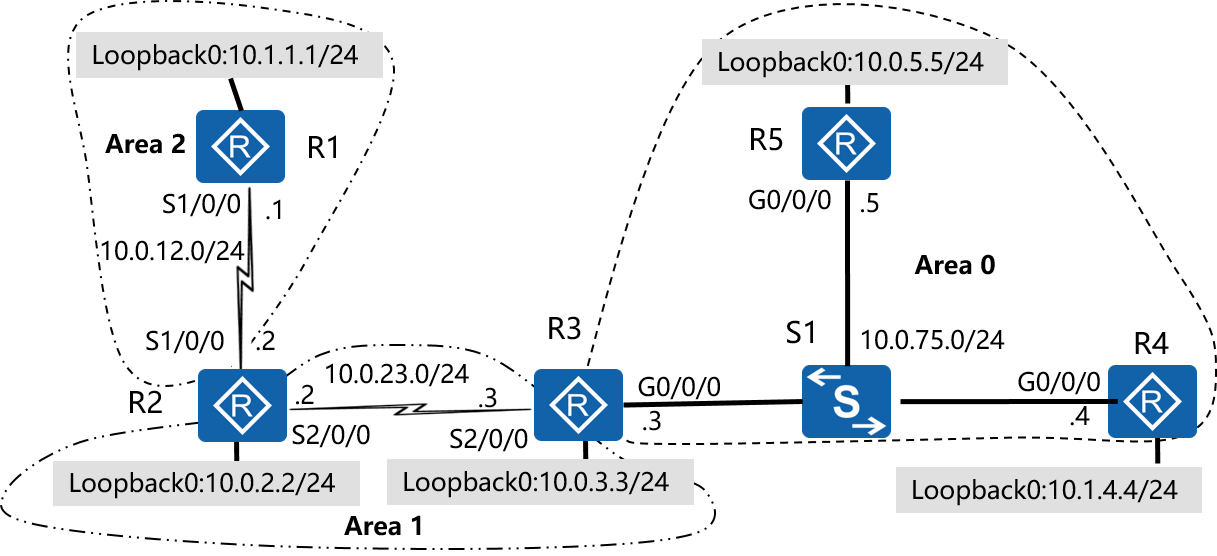 Loopback0:10.1.1.1/24
Loopback0:10.0.5.5/24
Area 2
R
R1
R5
R
S1/0/0
.1
G0/0/0
.5
10.0.12.0/24
Area 0
S1/0/0
.2
R3
S1
10.0.75.0/24
R4
R2
R
.2
10.0.23.0/24
.3
R
G0/0/0
.3
S
G0/0/0
.4
R
S2/0/0
S2/0/0
Loopback0:10.0.2.2/24
Loopback0:10.0.3.3/24
Loopback0:10.1.4.4/24
Area 1